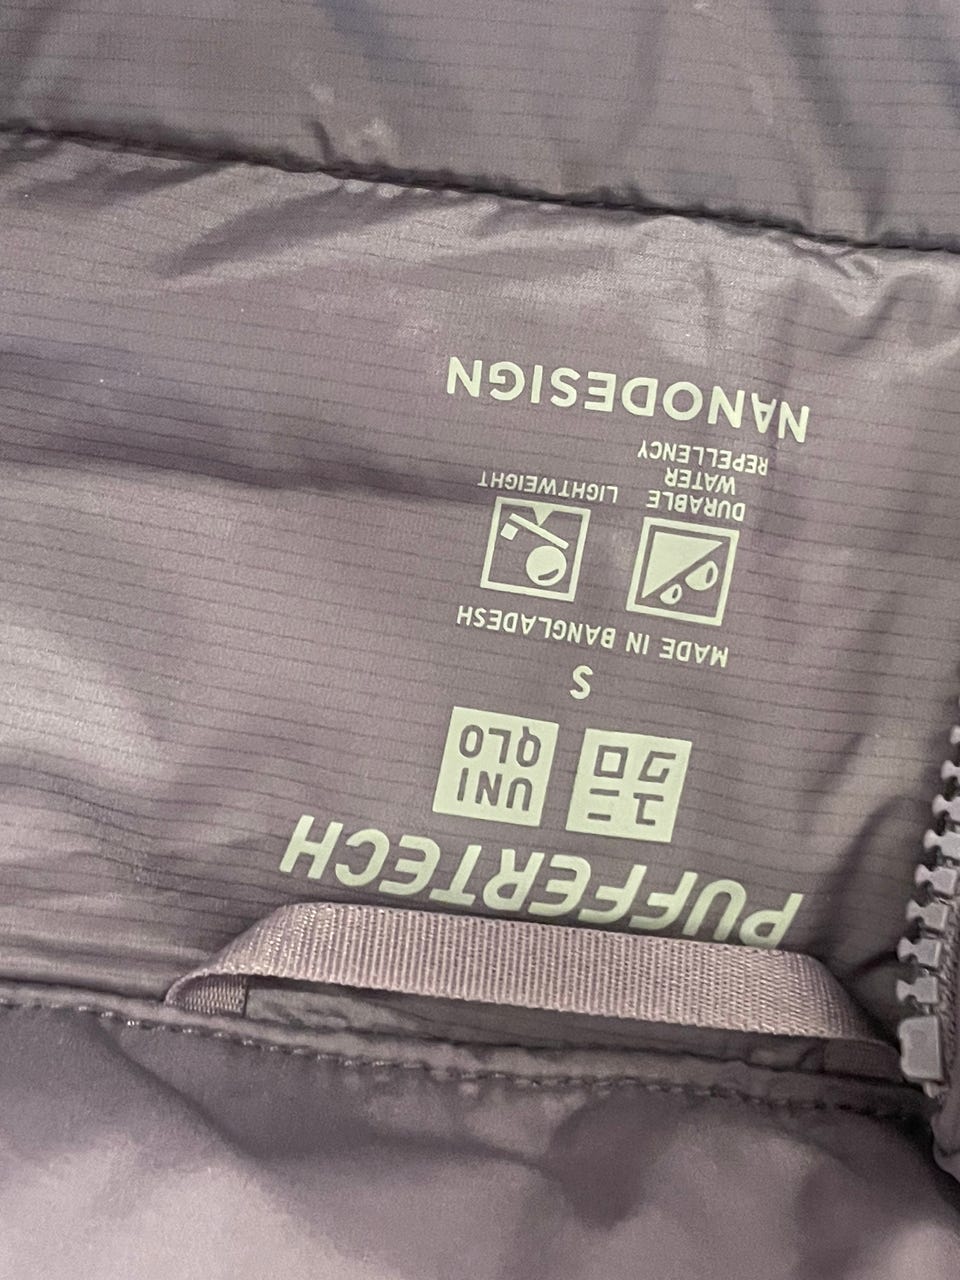 PUFFERTECH
ユニ
クロ
UNI
QLO
S
MADE IN BANGLADESH
DURABLE
WATER
REPELLENCY
LIGHTWEIGHT
NANODESIGN